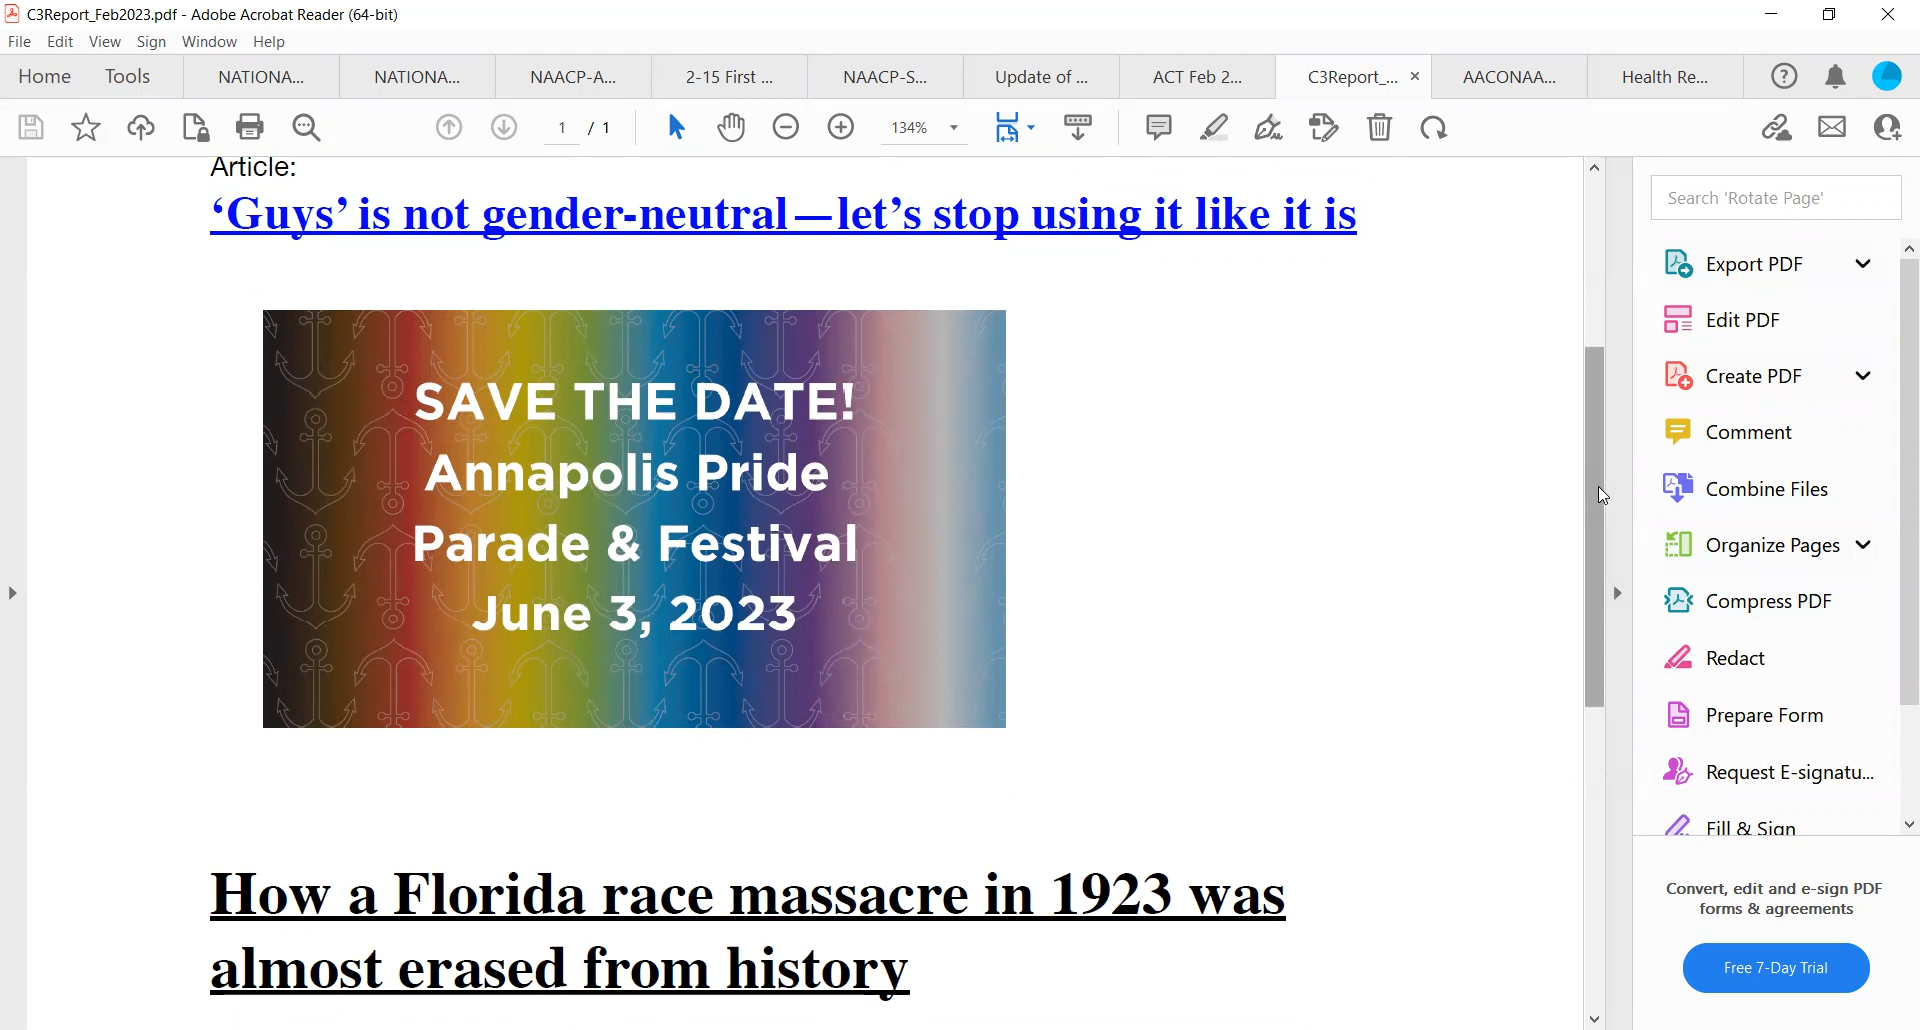 C3Report_Feb2023.pdf - Adobe Acrobat Reader (64-bit)
File Edit View Sign Window Help
Home Tools NATIONA... NATIONA... NAACP-A... 2-15 First ... NAACP-S... Update of ... ACT Feb 2... C3Report_... × AACONAA... Health Re...
1 / 1 134%
Article:
‘Guys’ is not gender-neutral—let’s stop using it like it is
SAVE THE DATE!
Annapolis Pride
Parade & Festival
June 3, 2023
How a Florida race massacre in 1923 was
almost erased from history
Search 'Rotate Page'
Export PDF
Edit PDF
Create PDF
Comment
Combine Files
Organize Pages
Compress PDF
Redact
Prepare Form
Request E-signatu...
Fill & Sign
Convert, edit and e-sign PDF
forms & agreements
Free 7-Day Trial